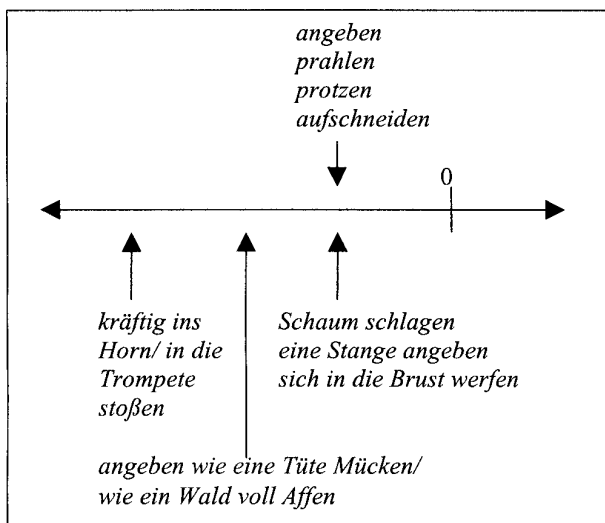 angeben
prahlen
protzen
aufschneiden
0
kräftig ins
Horn/ in die
Trompete
stoßen
Schaum schlagen
eine Stange angeben
sich in die Brust werfen
angeben wie eine Tüte Mücken/
wie ein Wald voll Affen